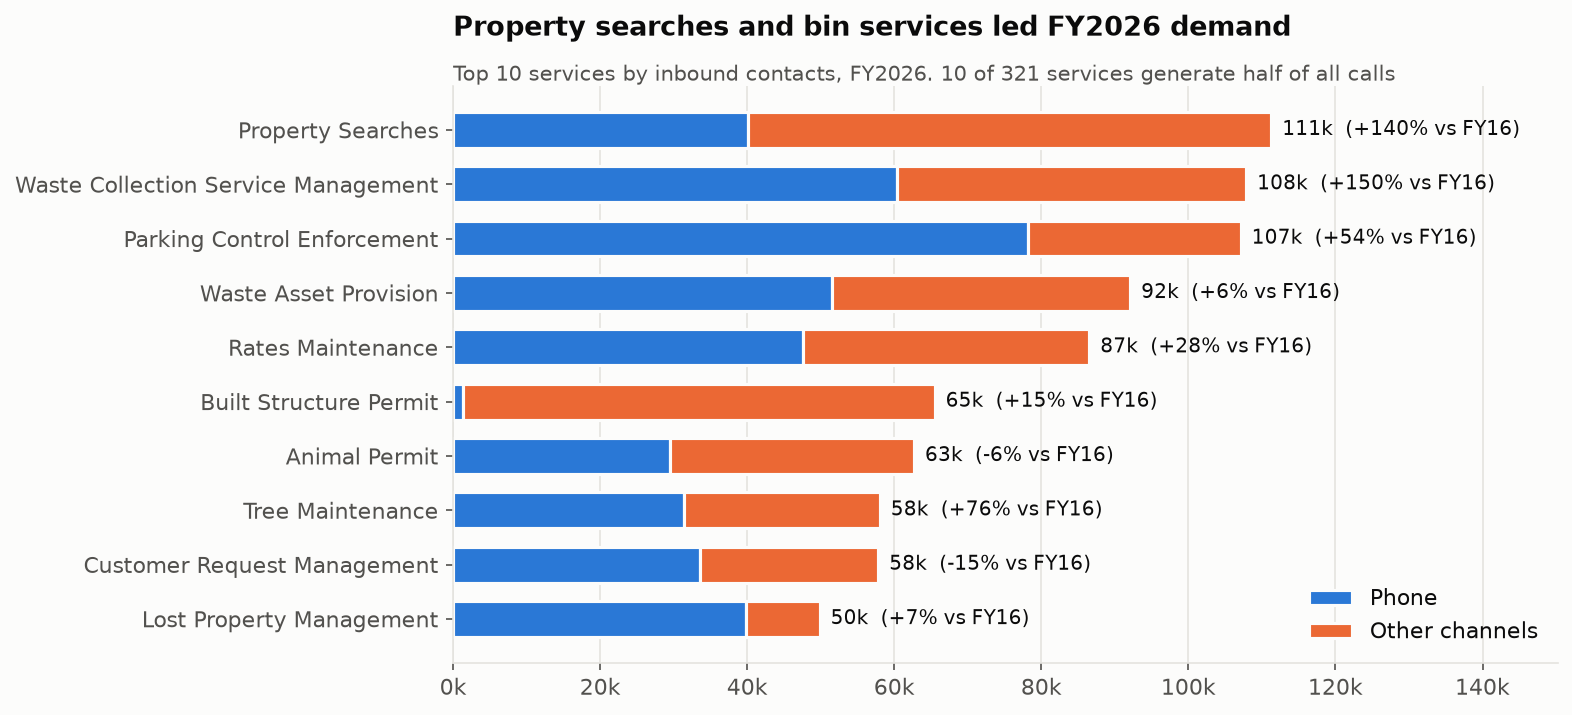 Property searches and bin services led FY2026 demand
Top 10 services by inbound contacts, FY2026. 10 of 321 services generate half of all calls
Property Searches
111k (+140% vs FY16)
Waste Collection Service Management
108k (+150% vs FY16)
Parking Control Enforcement
107k (+54% vs FY16)
Waste Asset Provision
92k (+6% vs FY16)
Rates Maintenance
87k (+28% vs FY16)
Built Structure Permit
65k (+15% vs FY16)
Animal Permit
63k (-6% vs FY16)
Tree Maintenance
58k (+76% vs FY16)
Customer Request Management
58k (-15% vs FY16)
Lost Property Management
50k (+7% vs FY16)
Phone
Other channels
0k 20k 40k 60k 80k 100k 120k 140k